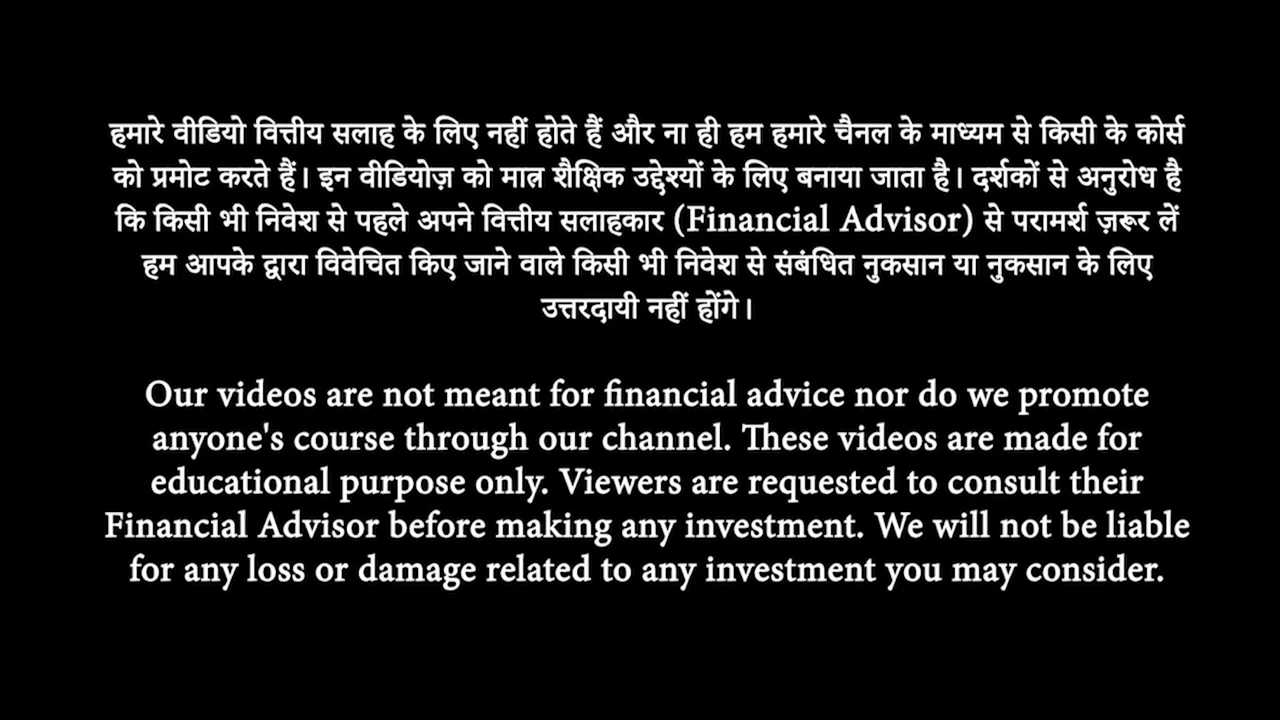 हमारे वीडियो वित्तीय सलाह के लिए नहीं होते हैं और ना ही हम हमारे चैनल के माध्यम से किसी के कोर्स
को प्रमोट करते हैं। इन वीडियोज़ को मात्र शैक्षिक उद्देश्यों के लिए बनाया जाता है। दर्शकों से अनुरोध है
कि किसी भी निवेश से पहले अपने वित्तीय सलाहकार (Financial Advisor) से परामर्श ज़रूर लें
हम आपके द्वारा विवेचित किए जाने वाले किसी भी निवेश से संबंधित नुकसान या नुकसान के लिए
उत्तरदायी नहीं होंगे।
Our videos are not meant for financial advice nor do we promote
anyone's course through our channel. These videos are made for
educational purpose only. Viewers are requested to consult their
Financial Advisor before making any investment. We will not be liable
for any loss or damage related to any investment you may consider.